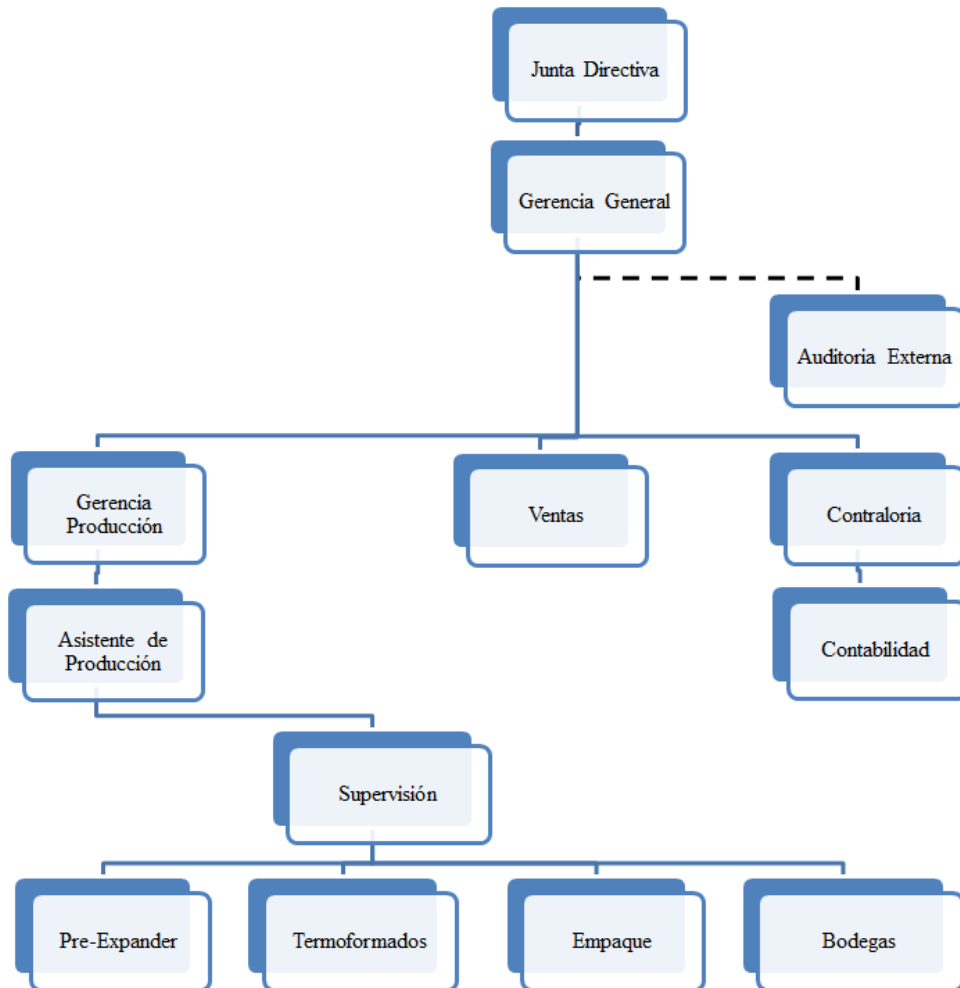 Junta Directiva
Gerencia General
Auditoria Externa
Gerencia
Producción
Ventas
Contraloria
Asistente de
Producción
Contabilidad
Supervisión
Pre-Expander
Termoformados
Empaque
Bodegas